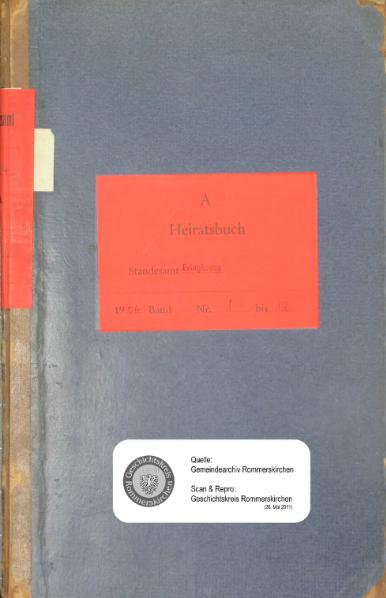 A
Heiratsbuch
Standesamt
19 Band Nr. 1 bis 12
Geschichtskreis
Rommerskirchen
Quelle:
Gemeindearchiv Rommerskirchen
Scan & Repro:
Geschichtskreis Rommerskirchen
(28. Mai 2011)